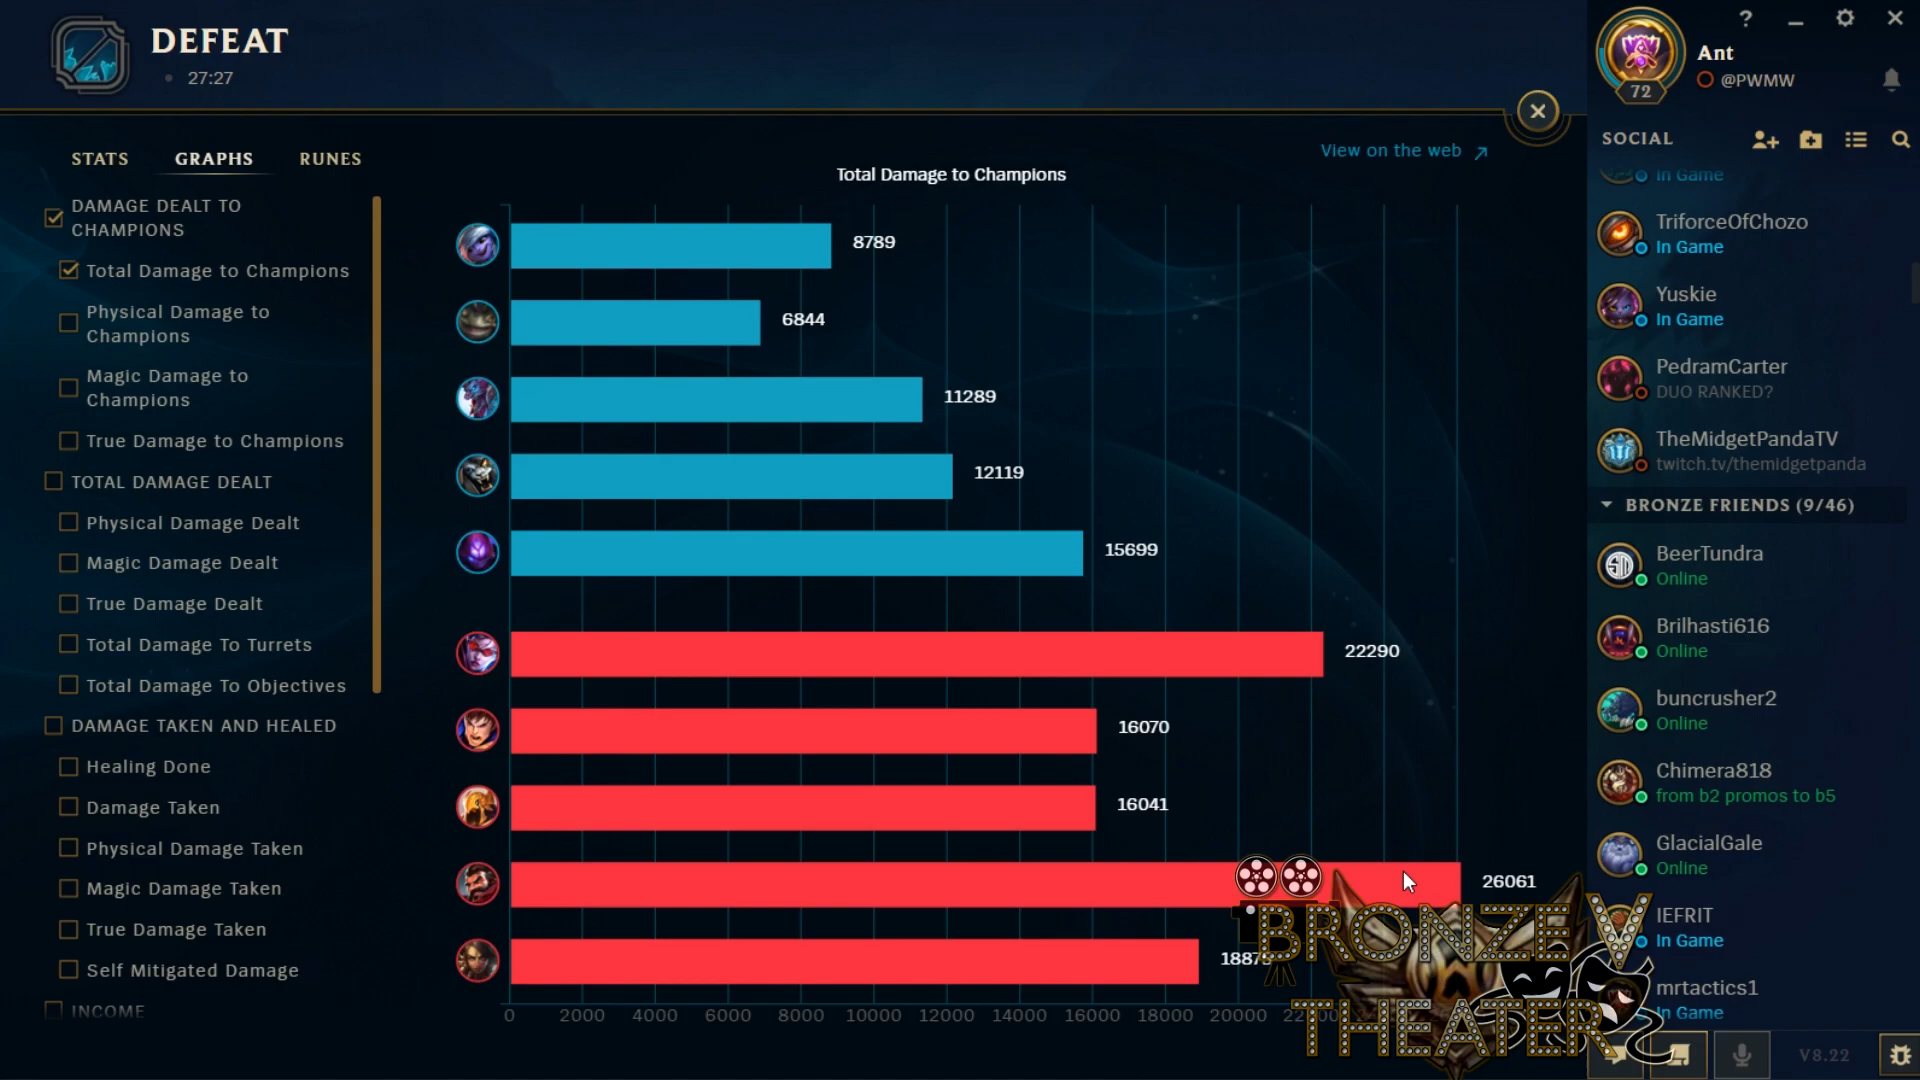 DEFEAT
27:27
STATS
GRAPHS
RUNES
View on the web
DAMAGE DEALT TO
CHAMPIONS
Total Damage to Champions
Physical Damage to
Champions
Magic Damage to
Champions
True Damage to Champions
TOTAL DAMAGE DEALT
Physical Damage Dealt
Magic Damage Dealt
True Damage Dealt
Total Damage To Turrets
Total Damage To Objectives
DAMAGE TAKEN AND HEALED
Healing Done
Damage Taken
Physical Damage Taken
Magic Damage Taken
True Damage Taken
Self Mitigated Damage
INCOME
Total Damage to Champions
8789
6844
11289
12119
15699
22290
16070
16041
26061
0 2000 4000 6000 8000 10000 12000 14000 16000 18000 20000
BRONZE V
THEATER
?
Ant
@PWMW
72
SOCIAL
In Game
TriforceOfChozo
In Game
Yuskie
In Game
PedramCarter
DUO RANKED?
TheMidgetPandaTV
twitch.tv/themidgetpanda
BRONZE FRIENDS (9/46)
BeerTundra
Online
Brilhasti616
Online
buncrusher2
Online
Chimera818
from b2 promos to b5
GlacialGale
Online
IEFRIT
In Game
mrtactics1
In Game
V8.22